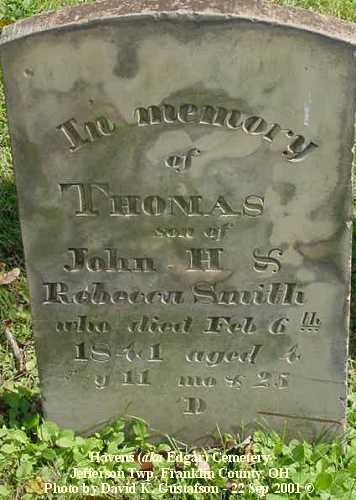 In memory
of
THOMAS
son of
John H &
Rebecca Smith
who died Feb 6th
1841 aged 4
y 11 mo & 25
D
Havens (aka Edgar) Cemetery
Jefferson Twp, Franklin County, OH
Photo by David K. Gustafson - 22 Sep 2001 ©